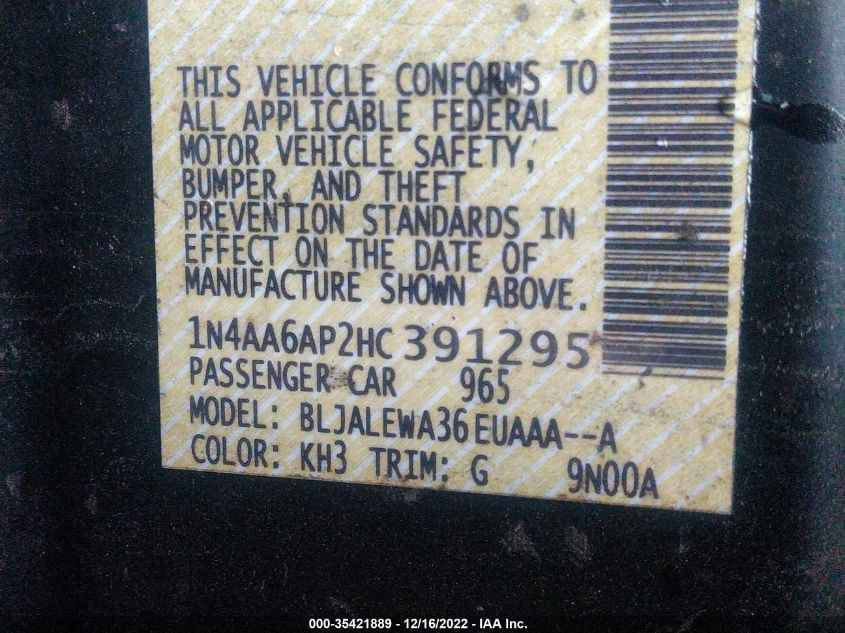 THIS VEHICLE CONFORMS TO
ALL APPLICABLE FEDERAL
MOTOR VEHICLE SAFETY,
BUMPER, AND THEFT
PREVENTION STANDARDS IN
EFFECT ON THE DATE OF
MANUFACTURE SHOWN ABOVE.
1N4AA6AP2HC391295
PASSENGER CAR 965
MODEL: BLJALEWA36EUAAA--A
COLOR: KH3 TRIM: G 9N00A
000-35421889 - 12/16/2022 - IAA Inc.